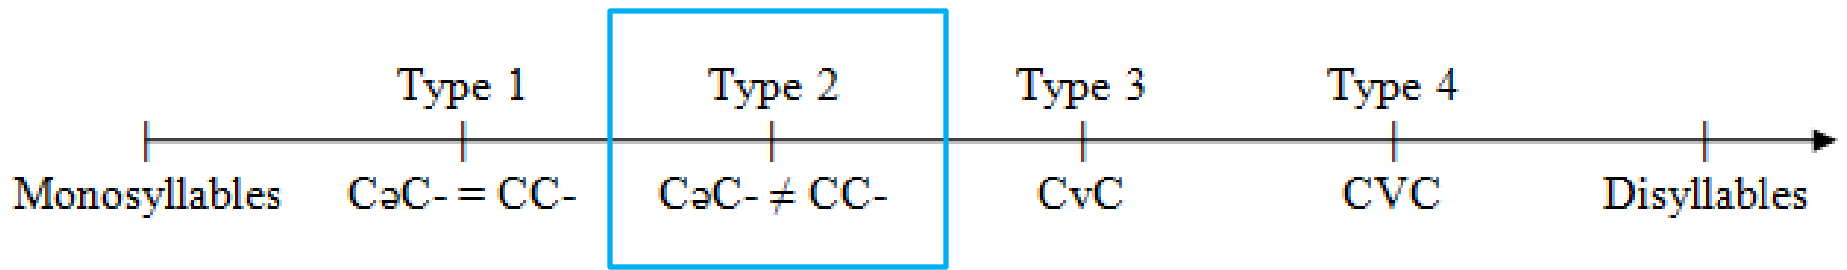 Type 1 Type 2 Type 3 Type 4
Monosyllables CəC- = CC- CəC- ≠ CC- CvC CVC Disyllables